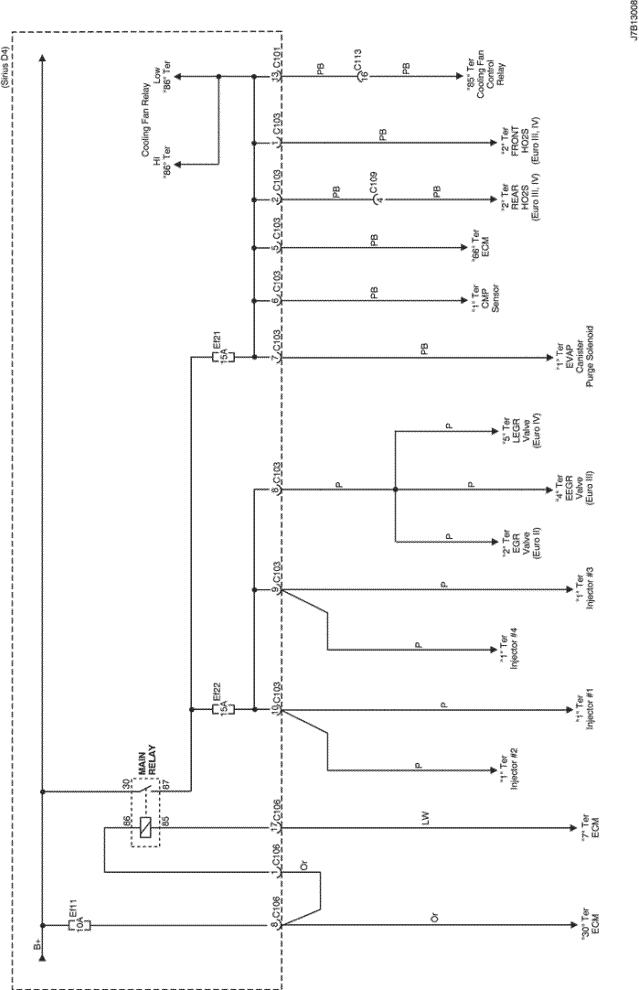 (Sirius D4)
B+
Ef11
10A
MAIN
RELAY
86
85
30
87
Ef22
15A
Ef21
15A
Cooling Fan Relay
HI
"86" Ter
Low
"86" Ter
8
C106
1
C106
17
C106
10
C103
9
C103
8
C103
7
C103
6
C103
5
C103
2
C103
1
C103
13
C101
Or
Or
LW
P
P
P
P
P
P
P
P
PB
PB
PB
PB
4
C109
PB
PB
PB
16
C113
PB
"30" Ter
ECM
"7" Ter
ECM
"1" Ter
Injector #2
"1" Ter
Injector #1
"1" Ter
Injector #4
"1" Ter
Injector #3
"2" Ter
EGR
Valve
(Euro II)
"4" Ter
EEGR
Valve
(Euro III)
"5" Ter
LEGR
Valve
(Euro IV)
"1" Ter
EVAP
Canister
Purge Solenoid
"1" Ter
CMP
Sensor
"66" Ter
ECM
"2" Ter
REAR
HO2S
(Euro III, IV)
"2" Ter
FRONT
HO2S
(Euro III, IV)
"85" Ter
Cooling Fan
Control
Relay
J7B13008